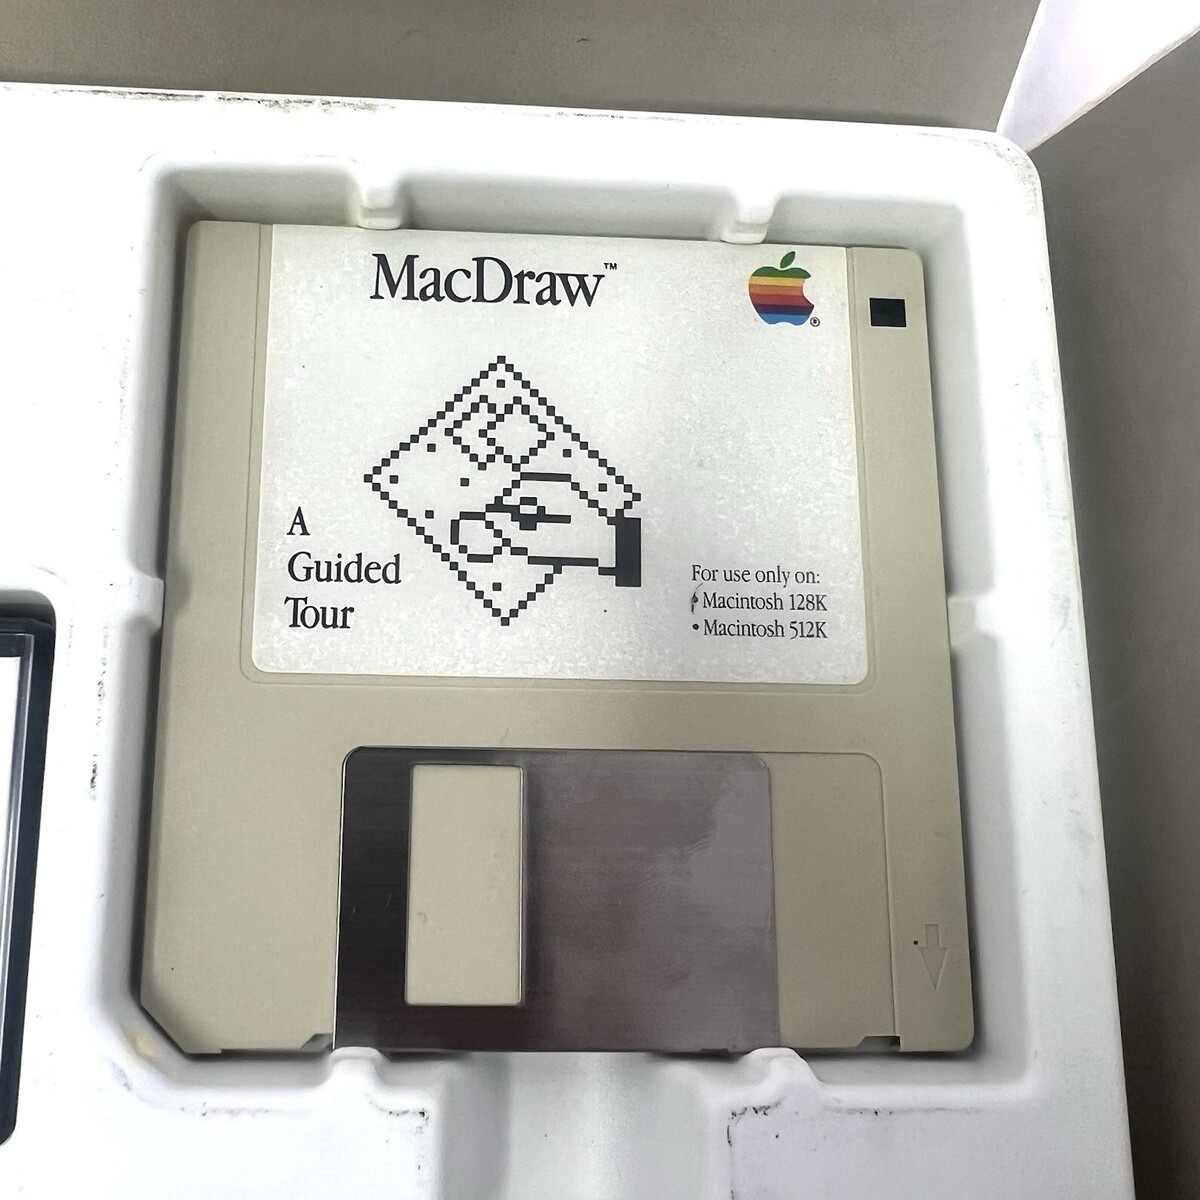 MacDraw™
A
Guided
Tour
For use only on:
• Macintosh 128K
• Macintosh 512K
®